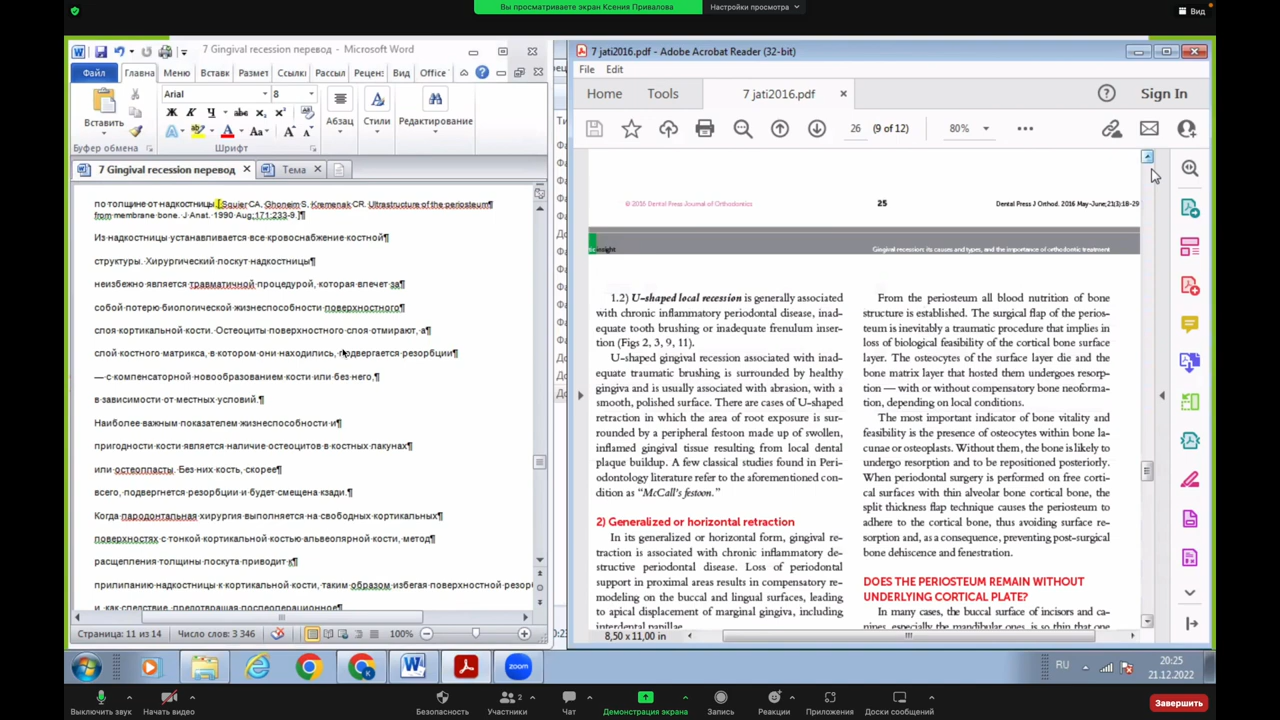 Вы просматриваете экран Ксения Привалова
Настройки просмотра
Вид
7 Gingival recession перевод - Microsoft Word
Файл
Главна
Меню
Вставк
Размет
Ссылкі
Рассыл
Рецен:
Вид
Office
Вставить
Буфер обмена
Arial
8
Ж К Ч
abc
x₂
x²
Aa
Шрифт
Абзац
Стили
Редактирование
7 Gingival recession перевод
Тема
по·толщине·от·надкостницы.[Squier·CA,·Ghoneim·S,·Kremenak·CR.·Ultrastructure·of·the·periosteum¶
from·membrane·bone.·J·Anat.·1990·Aug;171:233-9.]¶
Из·надкостницы·устанавливается·все·кровоснабжение·костной¶
структуры.·Хирургический·лоскут·надкостницы¶
неизбежно·является·травматичной·процедурой,·которая·влечет·за¶
собой·потерю·биологической·жизнеспособности·поверхностного¶
слоя·кортикальной·кости.·Остеоциты·поверхностного·слоя·отмирают,·а¶
слой·костного·матрикса,·в·котором·они·находипись,·подвергается·резорбции¶
—·с·компенсаторной·новообразованием·кости·или·без·него,¶
в·зависимости·от·местных·условий.¶
Наиболее·важным·показателем·жизнеспособности·и¶
пригодности·кости·является·наличие·остеоцитов·в·костных·лакунах¶
или·остеопласты.·Без·них·кость,·скорее¶
всего,·подвергнется·резорбции·и·будет·смещена·кзади.¶
Когда·пародонтальная·хирургия·выполняется·на·свободных·кортикальных¶
поверхностях·с·тонкой·кортикальной·костью·альвеолярной·кости,·метод¶
расщепления·толщины·лоскута·приводит·к¶
прилипанию·надкостницы·к·кортикальной·кости,·таким·образом·избегая·поверхностной·резор
и·как·следствие,·предотвращая·послеоперационное¶
Страница: 11 из 14
Число слов: 3 346
100%
7 jati2016.pdf - Adobe Acrobat Reader (32-bit)
File
Edit
Home
Tools
7 jati2016.pdf
Sign In
26
(9 of 12)
80%
© 2016 Dental Press Journal of Orthodontics
25
Dental Press J Orthod. 2016 May-June;21(3):18-29
insight
Gingival recession: its causes and types, and the importance of orthodontic treatment
1.2) U-shaped local recession is generally associated
with chronic inflammatory periodontal disease, inad-
equate tooth brushing or inadequate frenulum inser-
tion (Figs 2, 3, 9, 11).
U-shaped gingival recession associated with inad-
equate traumatic brushing is surrounded by healthy
gingiva and is usually associated with abrasion, with a
smooth, polished surface. There are cases of U-shaped
retraction in which the area of root exposure is sur-
rounded by a peripheral festoon made up of swollen,
inflamed gingival tissue resulting from local dental
plaque buildup. A few classical studies found in Peri-
odontology literature refer to the aforementioned con-
dition as “McCall’s festoon.”
2) Generalized or horizontal retraction
In its generalized or horizontal form, gingival re-
traction is associated with chronic inflammatory de-
structive periodontal disease. Loss of periodontal
support in proximal areas results in compensatory re-
modeling on the buccal and lingual surfaces, leading
to apical displacement of marginal gingiva, including
interdental papillae.
From the periosteum all blood nutrition of bone
structure is established. The surgical flap of the perios-
teum is inevitably a traumatic procedure that implies in
loss of biological feasibility of the cortical bone surface
layer. The osteocytes of the surface layer die and the
bone matrix layer that hosted them undergoes resorp-
tion — with or without compensatory bone neoforma-
tion, depending on local conditions.
The most important indicator of bone vitality and
feasibility is the presence of osteocytes within bone la-
cunae or osteoplasts. Without them, the bone is likely to
undergo resorption and to be repositioned posteriorly.
When periodontal surgery is performed on free corti-
cal surfaces with thin alveolar bone cortical bone, the
split thickness flap technique causes the periosteum to
adhere to the cortical bone, thus avoiding surface re-
sorption and, as a consequence, preventing post-surgical
bone dehiscence and fenestration.
DOES THE PERIOSTEUM REMAIN WITHOUT
UNDERLYING CORTICAL PLATE?
In many cases, the buccal surface of incisors and ca-
nines, especially the mandibular ones, is so thin that one
8,50 x 11,00 in
zoom
RU
20:25
21.12.2022
Выключить звук
Начать видео
Безопасность
2
Участники
Чат
Демонстрация экрана
Запись
Реакции
Приложения
Доски сообщений
Завершить